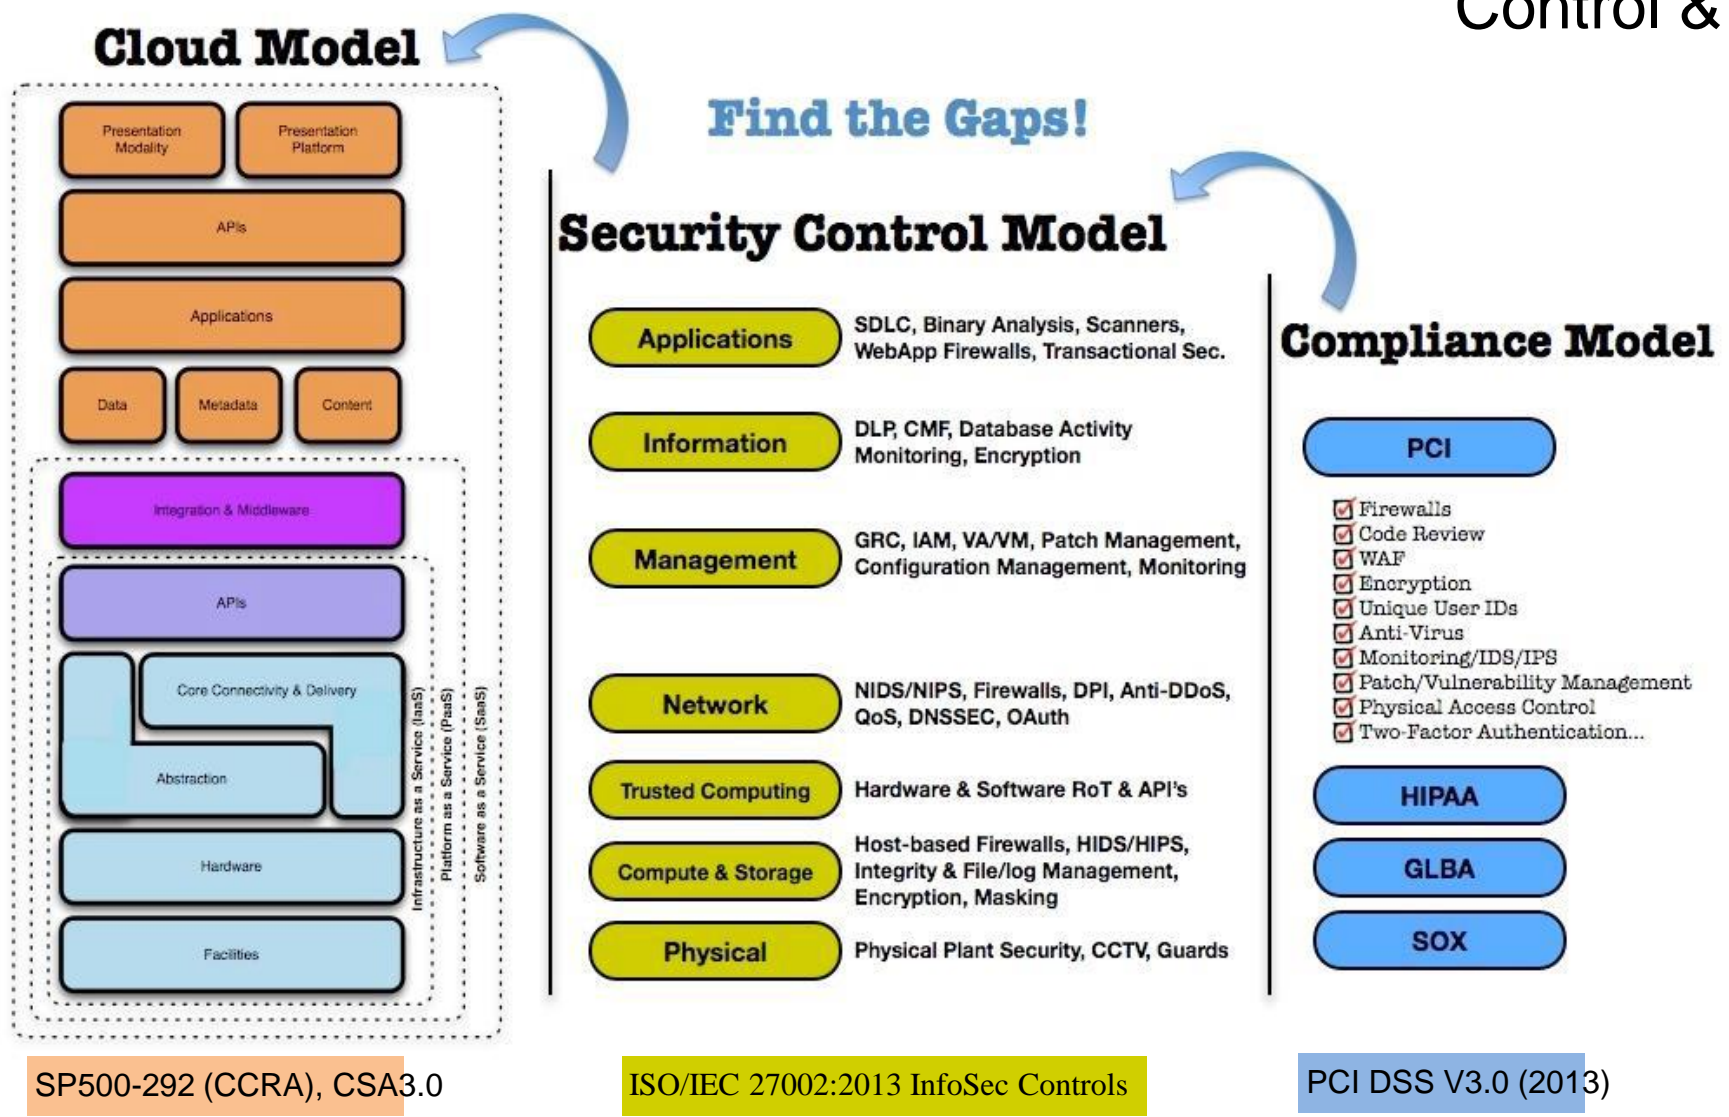 Control &
Cloud Model
Find the Gaps!
Presentation
Modality
Presentation
Platform
APIs
Applications
Data
Metadata
Content
Integration & Middleware
APIs
Core Connectivity & Delivery
Abstraction
Hardware
Facilities
Infrastructure as a Service (IaaS)
Platform as a Service (PaaS)
Software as a Service (SaaS)
Security Control Model
Applications
SDLC, Binary Analysis, Scanners,
WebApp Firewalls, Transactional Sec.
Information
DLP, CMF, Database Activity
Monitoring, Encryption
Management
GRC, IAM, VA/VM, Patch Management,
Configuration Management, Monitoring
Network
NIDS/NIPS, Firewalls, DPI, Anti-DDoS,
QoS, DNSSEC, OAuth
Trusted Computing
Hardware & Software RoT & API's
Compute & Storage
Host-based Firewalls, HIDS/HIPS,
Integrity & File/log Management,
Encryption, Masking
Physical
Physical Plant Security, CCTV, Guards
Compliance Model
PCI
Firewalls
Code Review
WAF
Encryption
Unique User IDs
Anti-Virus
Monitoring/IDS/IPS
Patch/Vulnerability Management
Physical Access Control
Two-Factor Authentication...
HIPAA
GLBA
SOX
SP500-292 (CCRA), CSA3.0
ISO/IEC 27002:2013 InfoSec Controls
PCI DSS V3.0 (2013)